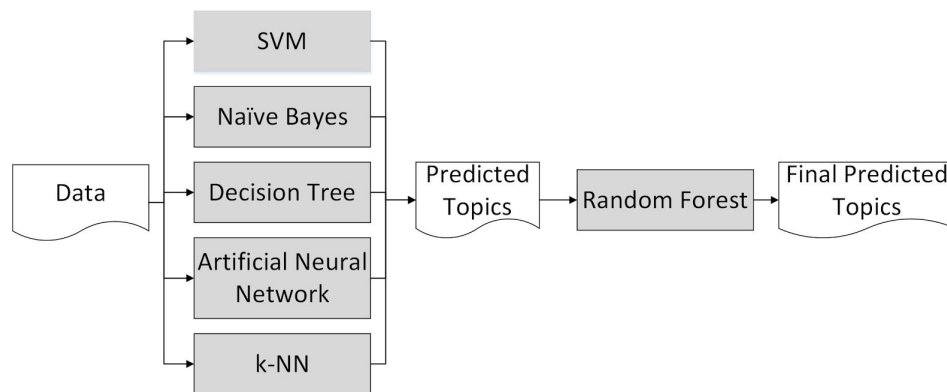 SVM
Naïve Bayes
Data
Decision Tree
Predicted
Topics
Random Forest
Final Predicted
Topics
Artificial Neural
Network
k-NN